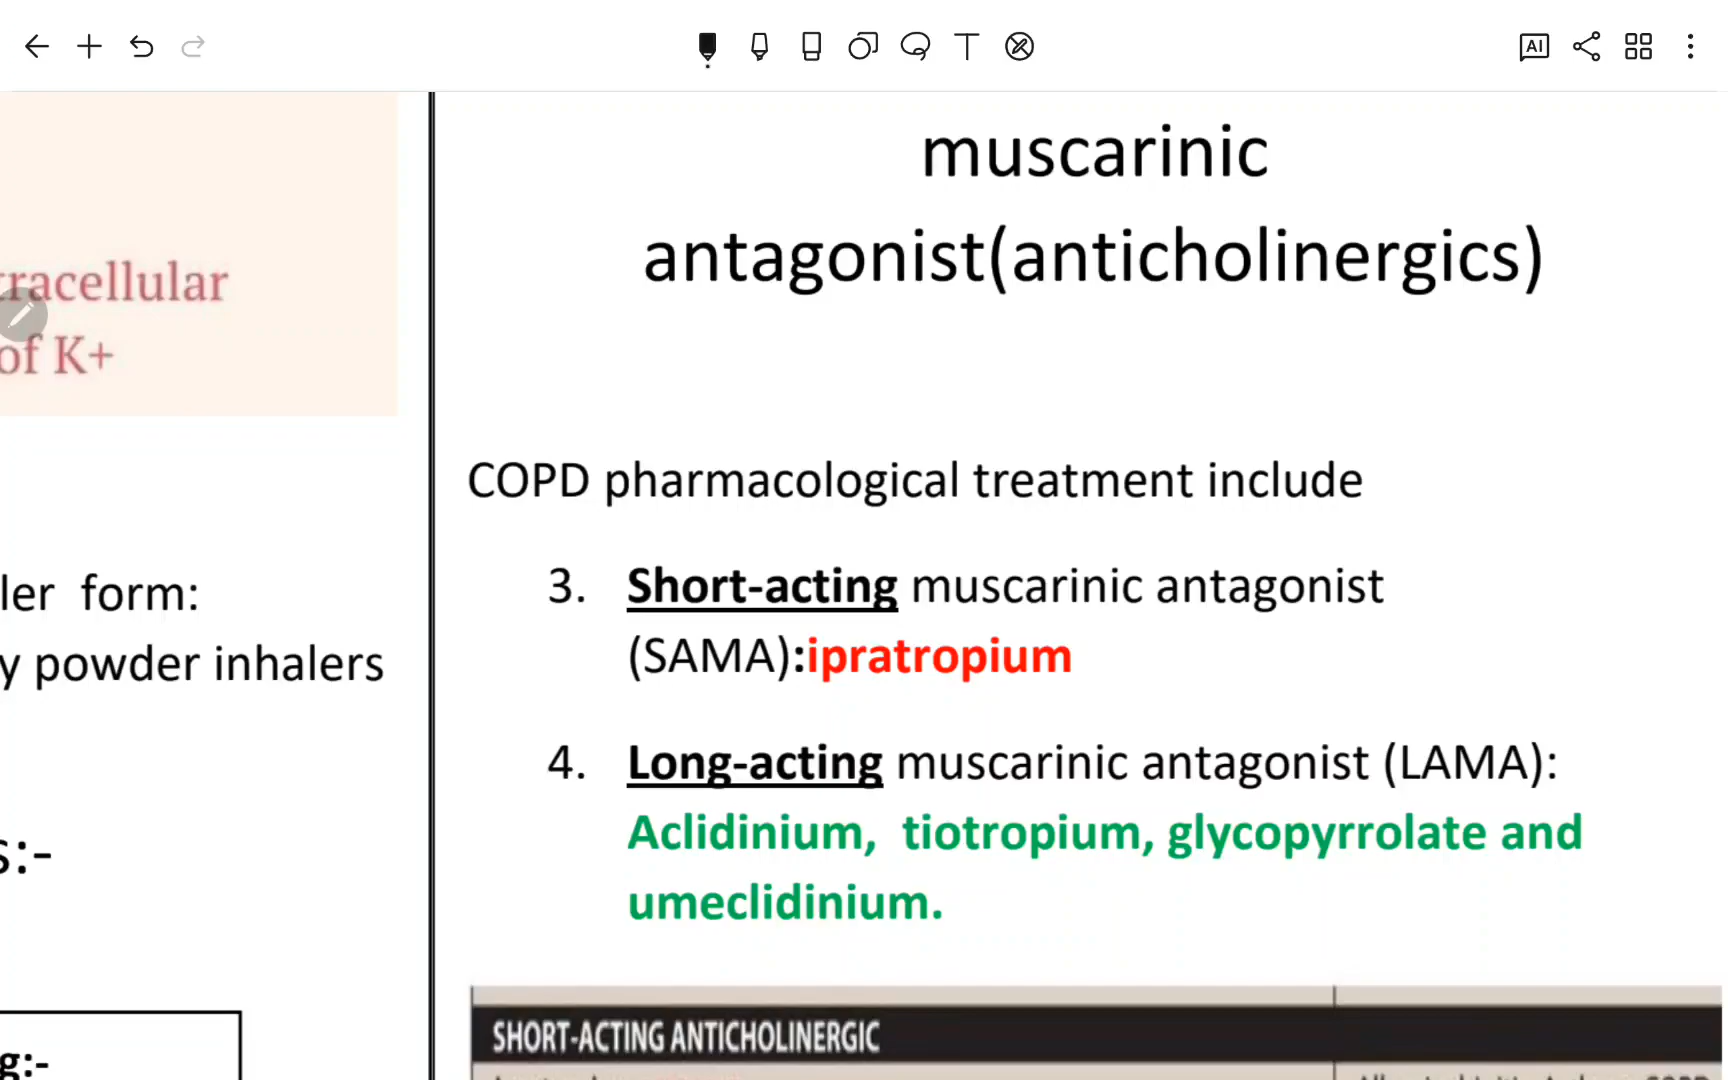 AI
muscarinic
antagonist(anticholinergics)
racellular
of K+
COPD pharmacological treatment include
3. Short-acting muscarinic antagonist
(SAMA):ipratropium
ler form:
y powder inhalers
4. Long-acting muscarinic antagonist (LAMA):
Aclidinium, tiotropium, glycopyrrolate and
umeclidinium.
s:-
SHORT-ACTING ANTICHOLINERGIC
g:-